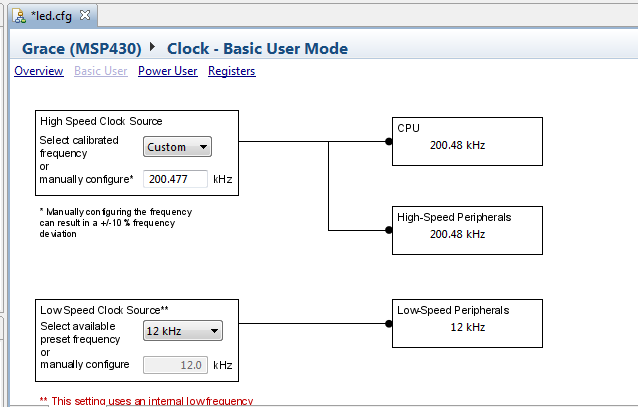 *led.cfg
Grace (MSP430) Clock - Basic User Mode
Overview Basic User Power User Registers
High Speed Clock Source
Select calibrated
frequency
Custom
or
manually configure* 200.477 kHz
* Manually configuring the frequency
can result in a +/-10 % frequency
deviation
CPU
200.48 kHz
High-Speed Peripherals
200.48 kHz
Low Speed Clock Source**
Select available
preset frequency
12 kHz
or
manually configure 12.0 kHz
Low-Speed Peripherals
12 kHz
** This setting uses an internal low frequency